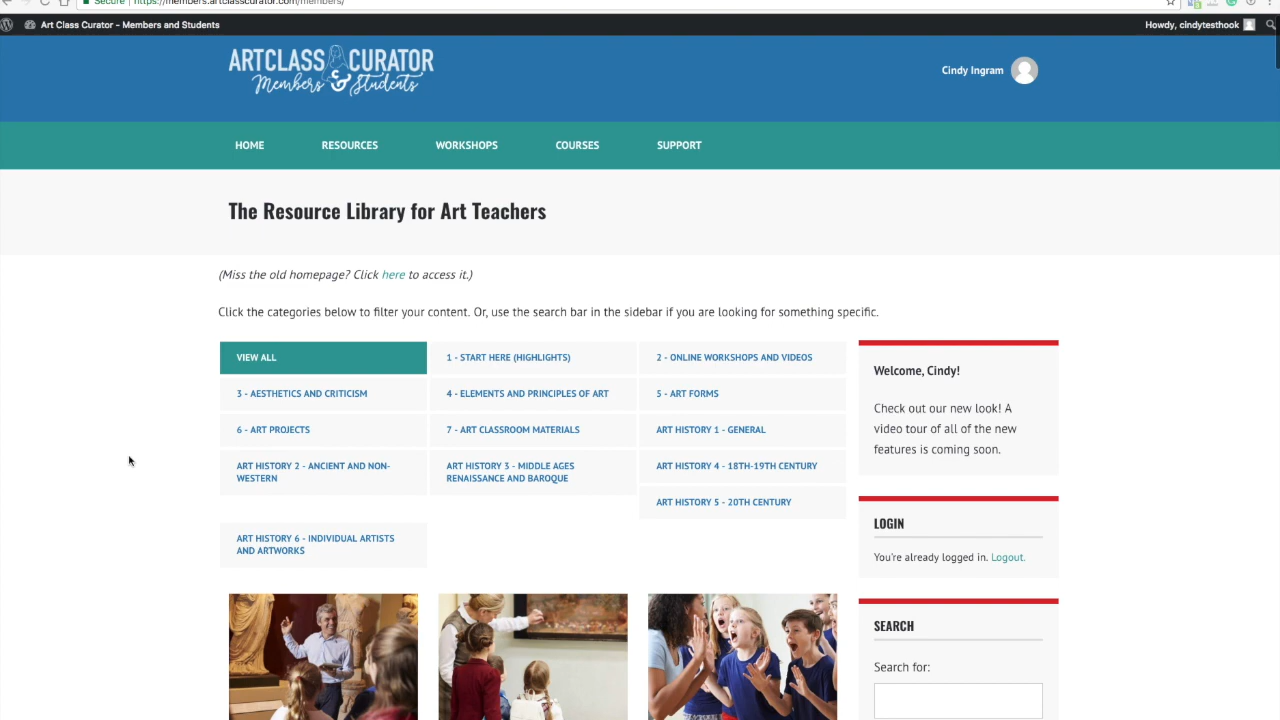 Secure https://members.artclasscurator.com/members/
Art Class Curator - Members and Students
Howdy, cindytesthook
ARTCLASS CURATOR
Members & Students
Cindy Ingram
HOME
RESOURCES
WORKSHOPS
COURSES
SUPPORT
The Resource Library for Art Teachers
(Miss the old homepage? Click here to access it.)
Click the categories below to filter your content. Or, use the search bar in the sidebar if you are looking for something specific.
VIEW ALL
1 - START HERE (HIGHLIGHTS)
2 - ONLINE WORKSHOPS AND VIDEOS
3 - AESTHETICS AND CRITICISM
4 - ELEMENTS AND PRINCIPLES OF ART
5 - ART FORMS
6 - ART PROJECTS
7 - ART CLASSROOM MATERIALS
ART HISTORY 1 - GENERAL
ART HISTORY 2 - ANCIENT AND NON-
WESTERN
ART HISTORY 3 - MIDDLE AGES
RENAISSANCE AND BAROQUE
ART HISTORY 4 - 18TH-19TH CENTURY
ART HISTORY 5 - 20TH CENTURY
ART HISTORY 6 - INDIVIDUAL ARTISTS
AND ARTWORKS
Welcome, Cindy!
Check out our new look! A
video tour of all of the new
features is coming soon.
LOGIN
You're already logged in. Logout.
SEARCH
Search for: